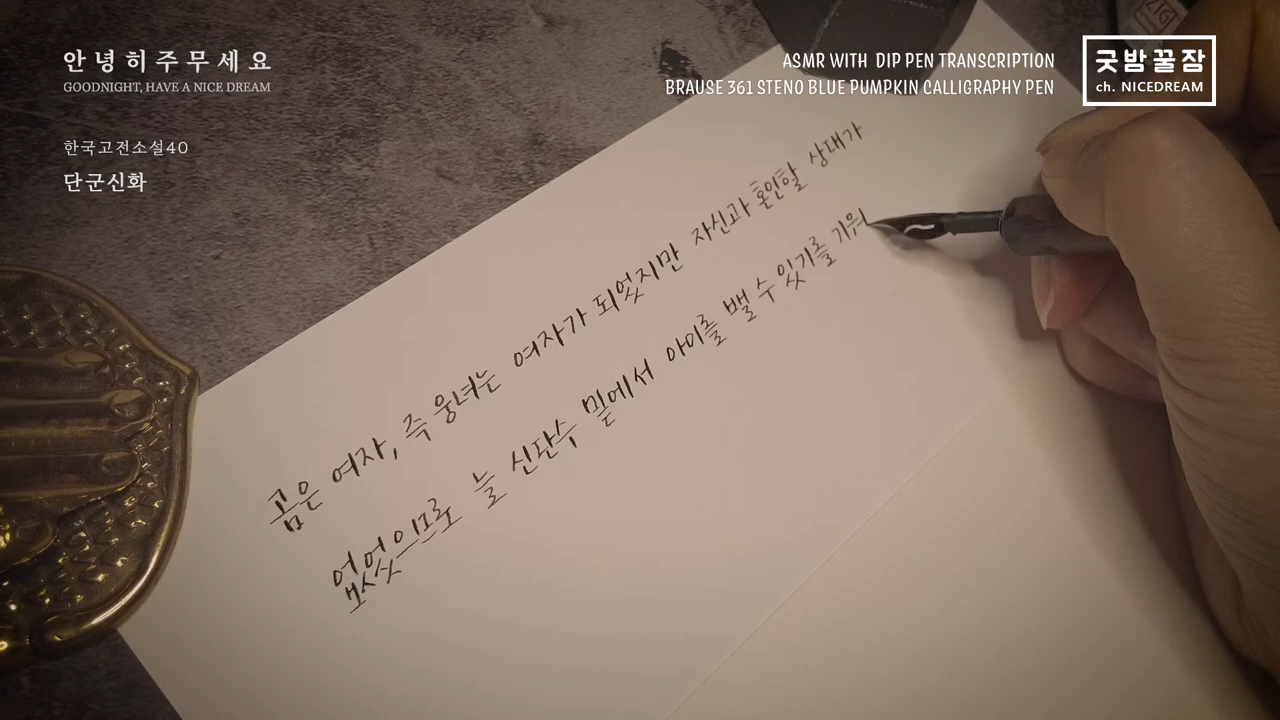 안녕히주무세요
GOODNIGHT, HAVE A NICE DREAM
한국고전소설40
단군신화
ASMR WITH DIP PEN TRANSCRIPTION
BRAUSE 361 STENO BLUE PUMPKIN CALLIGRAPHY PEN
굿밤꿀잠
ch. NICEDREAM
곰은 여자, 즉 웅녀는 여자가 되었지만 자신과 혼인할 상대가
없었으므로 늘 신단수 밑에서 아이를 밸 수 있기를 기워